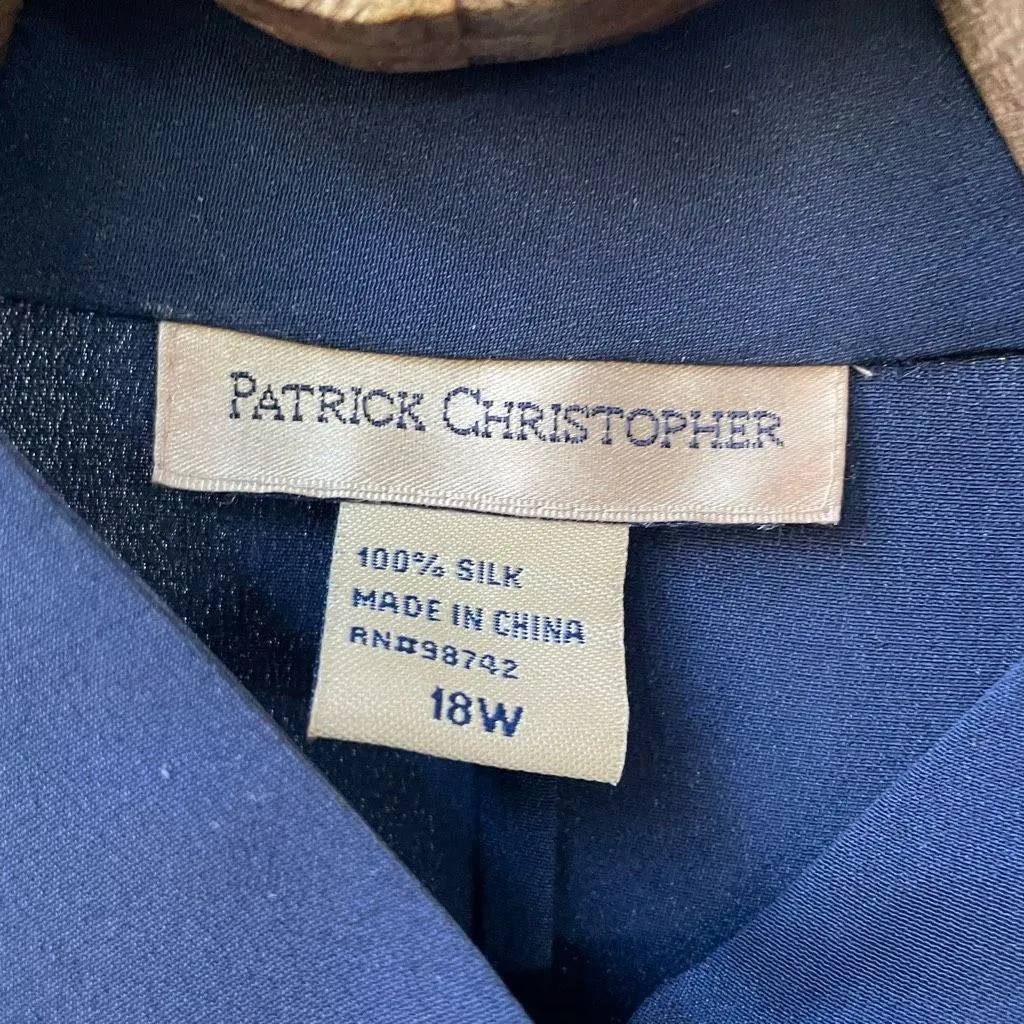 PATRICK CHRISTOPHER
100% SILK
MADE IN CHINA
RN#98742
18W